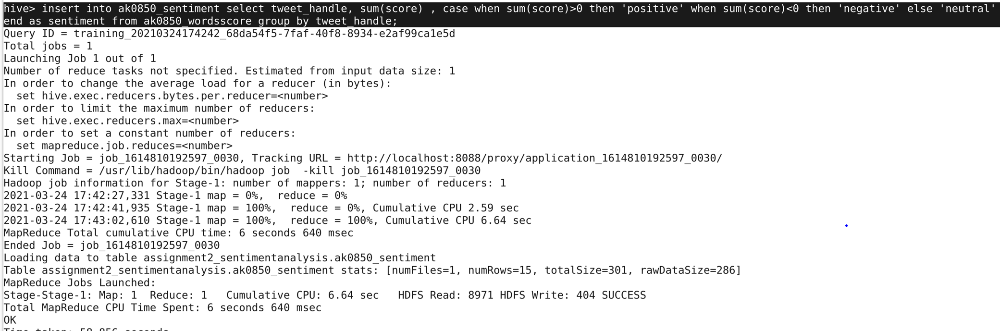 hive> insert into ak0850_sentiment select tweet_handle, sum(score) , case when sum(score)>0 then 'positive' when sum(score)<0 then 'negative' else 'neutral'
end as sentiment from ak0850_wordsscore group by tweet_handle;
Query ID = training_20210324174242_68da54f5-7faf-40f8-8934-e2af99ca1e5d
Total jobs = 1
Launching Job 1 out of 1
Number of reduce tasks not specified. Estimated from input data size: 1
In order to change the average load for a reducer (in bytes):
  set hive.exec.reducers.bytes.per.reducer=<number>
In order to limit the maximum number of reducers:
  set hive.exec.reducers.max=<number>
In order to set a constant number of reducers:
  set mapreduce.job.reduces=<number>
Starting Job = job_1614810192597_0030, Tracking URL = http://localhost:8088/proxy/application_1614810192597_0030/
Kill Command = /usr/lib/hadoop/bin/hadoop job  -kill job_1614810192597_0030
Hadoop job information for Stage-1: number of mappers: 1; number of reducers: 1
2021-03-24 17:42:27,331 Stage-1 map = 0%,  reduce = 0%
2021-03-24 17:42:41,935 Stage-1 map = 100%,  reduce = 0%, Cumulative CPU 2.59 sec
2021-03-24 17:43:02,610 Stage-1 map = 100%,  reduce = 100%, Cumulative CPU 6.64 sec
MapReduce Total cumulative CPU time: 6 seconds 640 msec
Ended Job = job_1614810192597_0030
Loading data to table assignment2_sentimentanalysis.ak0850_sentiment
Table assignment2_sentimentanalysis.ak0850_sentiment stats: [numFiles=1, numRows=15, totalSize=301, rawDataSize=286]
MapReduce Jobs Launched:
Stage-Stage-1: Map: 1  Reduce: 1   Cumulative CPU: 6.64 sec   HDFS Read: 8971 HDFS Write: 404 SUCCESS
Total MapReduce CPU Time Spent: 6 seconds 640 msec
OK
Time taken: seconds